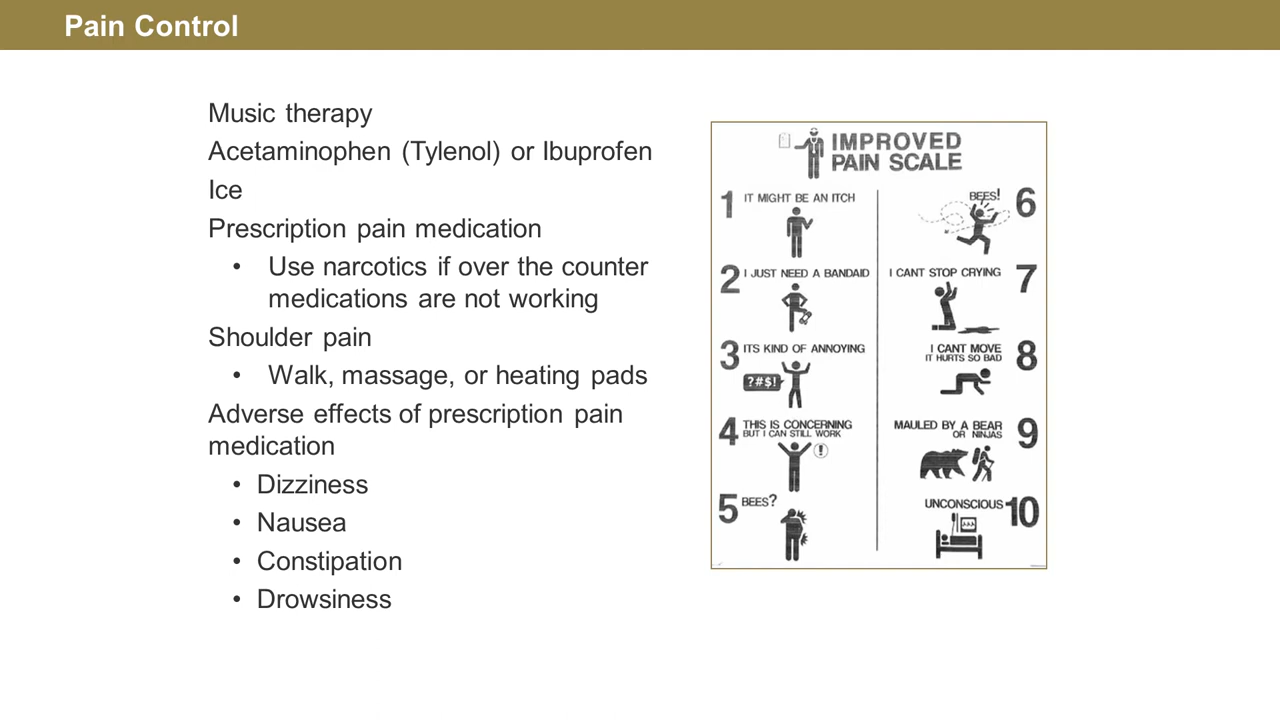 Pain Control
Music therapy
Acetaminophen (Tylenol) or Ibuprofen
Ice
Prescription pain medication
• Use narcotics if over the counter
medications are not working
Shoulder pain
• Walk, massage, or heating pads
Adverse effects of prescription pain
medication
• Dizziness
• Nausea
• Constipation
• Drowsiness
IMPROVED
PAIN SCALE
1 IT MIGHT BE AN ITCH
2 I JUST NEED A BANDAID
3 ITS KIND OF ANNOYING
?#$!
4 THIS IS CONCERNING
BUT I CAN STILL WORK
!
5 BEES?
BEES! 6
I CANT STOP CRYING 7
I CANT MOVE 8
IT HURTS SO BAD
MAULED BY A BEAR 9
OR NINJAS
UNCONSCIOUS 10